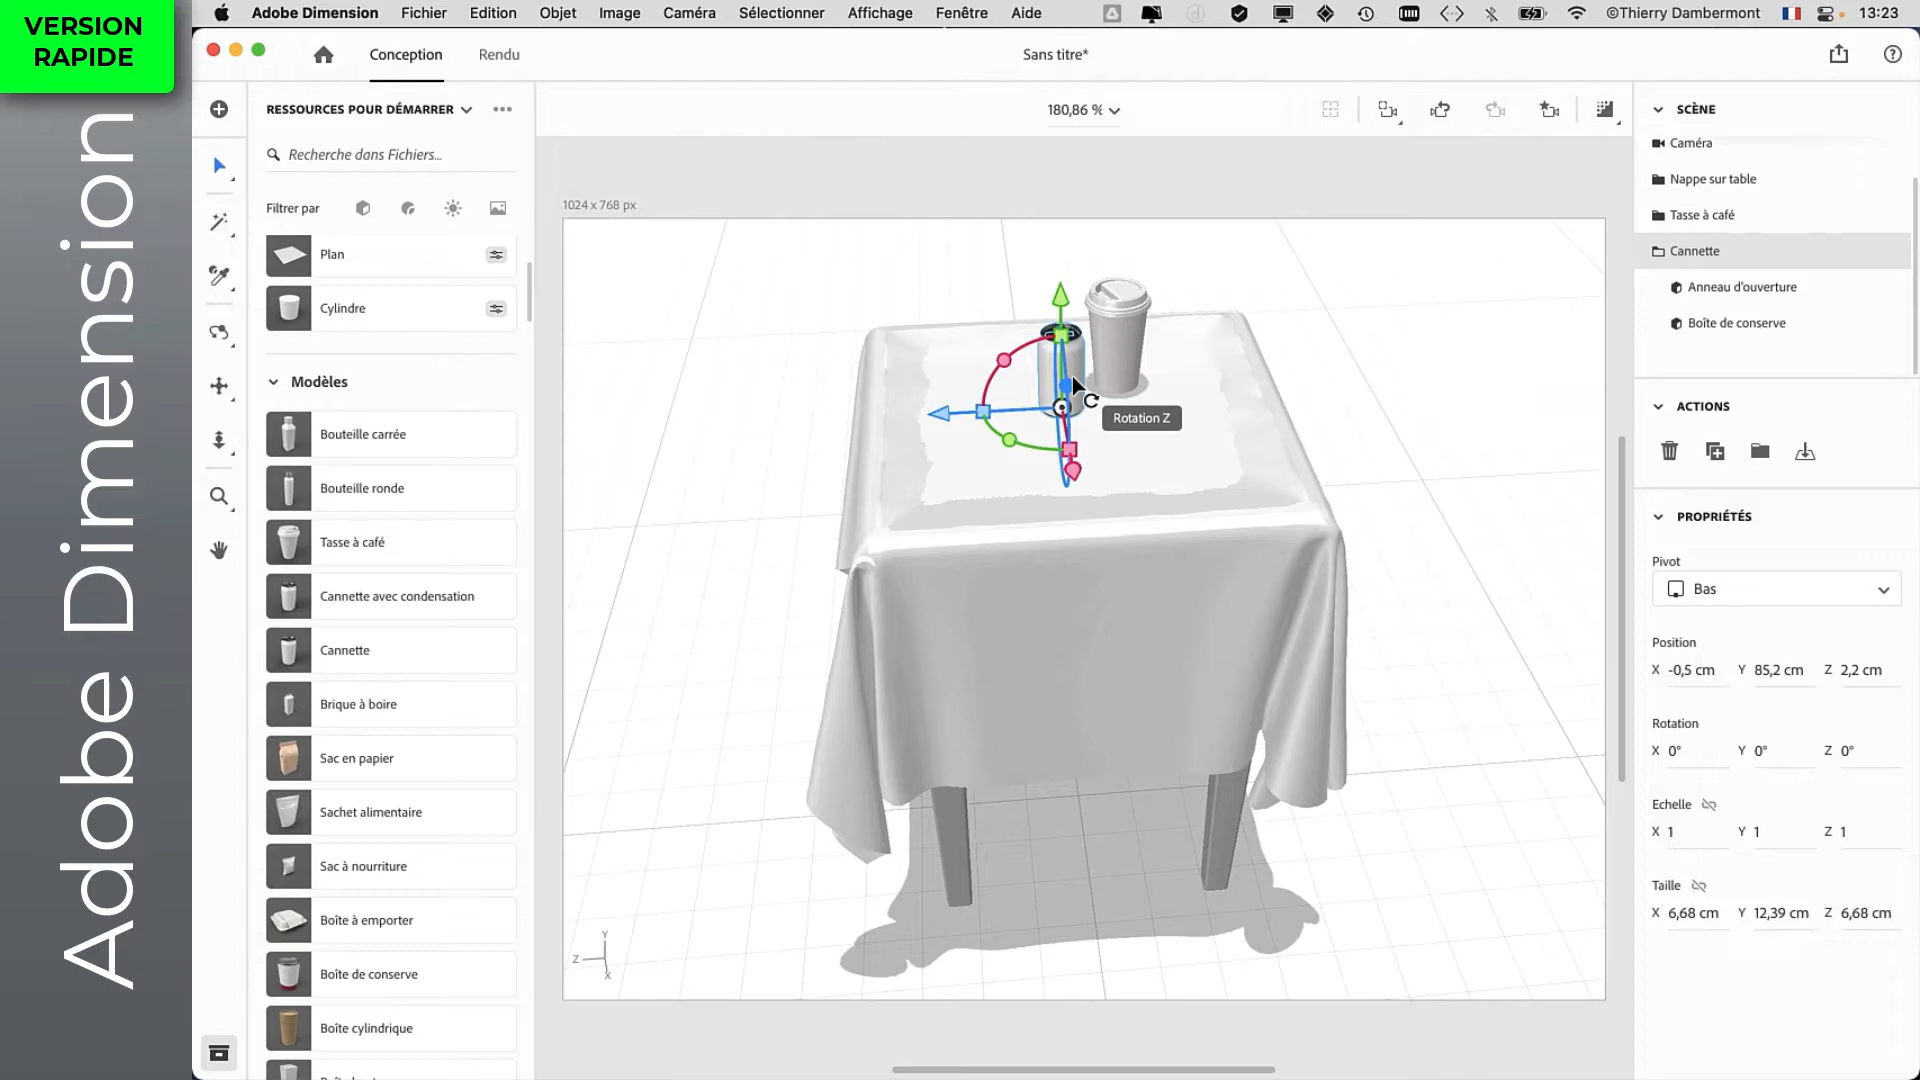 VERSION
RAPIDE
Adobe Dimension
Adobe Dimension Fichier Edition Objet Image Caméra Sélectionner Affichage Fenêtre Aide ©Thierry Dambermont 13:23
Conception Rendu Sans titre*
RESSOURCES POUR DÉMARRER
Recherche dans Fichiers...
Filtrer par
Plan
Cylindre
Modèles
Bouteille carrée
Bouteille ronde
Tasse à café
Cannette avec condensation
Cannette
Brique à boire
Sac en papier
Sachet alimentaire
Sac à nourriture
Boîte à emporter
Boîte de conserve
Boîte cylindrique
180,86 %
1024 x 768 px
Rotation Z
Y
Z
X
SCÈNE
Caméra
Nappe sur table
Tasse à café
Cannette
Anneau d'ouverture
Boîte de conserve
ACTIONS
PROPRIÉTÉS
Pivot
Bas
Position
X -0,5 cm Y 85,2 cm Z 2,2 cm
Rotation
X 0° Y 0° Z 0°
Echelle
X 1 Y 1 Z 1
Taille
X 6,68 cm Y 12,39 cm Z 6,68 cm